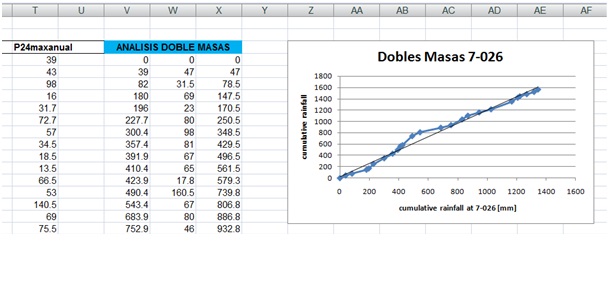 T U V W X Y Z AA AB AC AD AE AF
P24maxanual ANALISIS DOBLE MASAS
39 0 0 0
43 39 47 47
98 82 31.5 78.5
16 180 69 147.5
31.7 196 23 170.5
72.7 227.7 80 250.5
57 300.4 98 348.5
34.5 357.4 81 429.5
18.5 391.9 67 496.5
13.5 410.4 65 561.5
66.5 423.9 17.8 579.3
53 490.4 160.5 739.8
140.5 543.4 67 806.8
69 683.9 80 886.8
75.5 752.9 46 932.8
Dobles Masas 7-026
cumulative rainfall
1800
1600
1400
1200
1000
800
600
400
200
0
0 200 400 600 800 1000 1200 1400 1600
cumulative rainfall at 7-026 [mm]